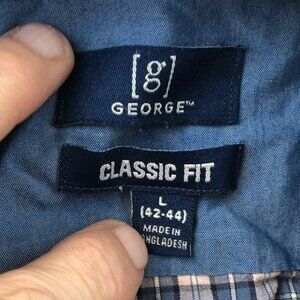 [g]
GEORGE™
CLASSIC FIT
L
(42-44)
MADE IN
BANGLADESH